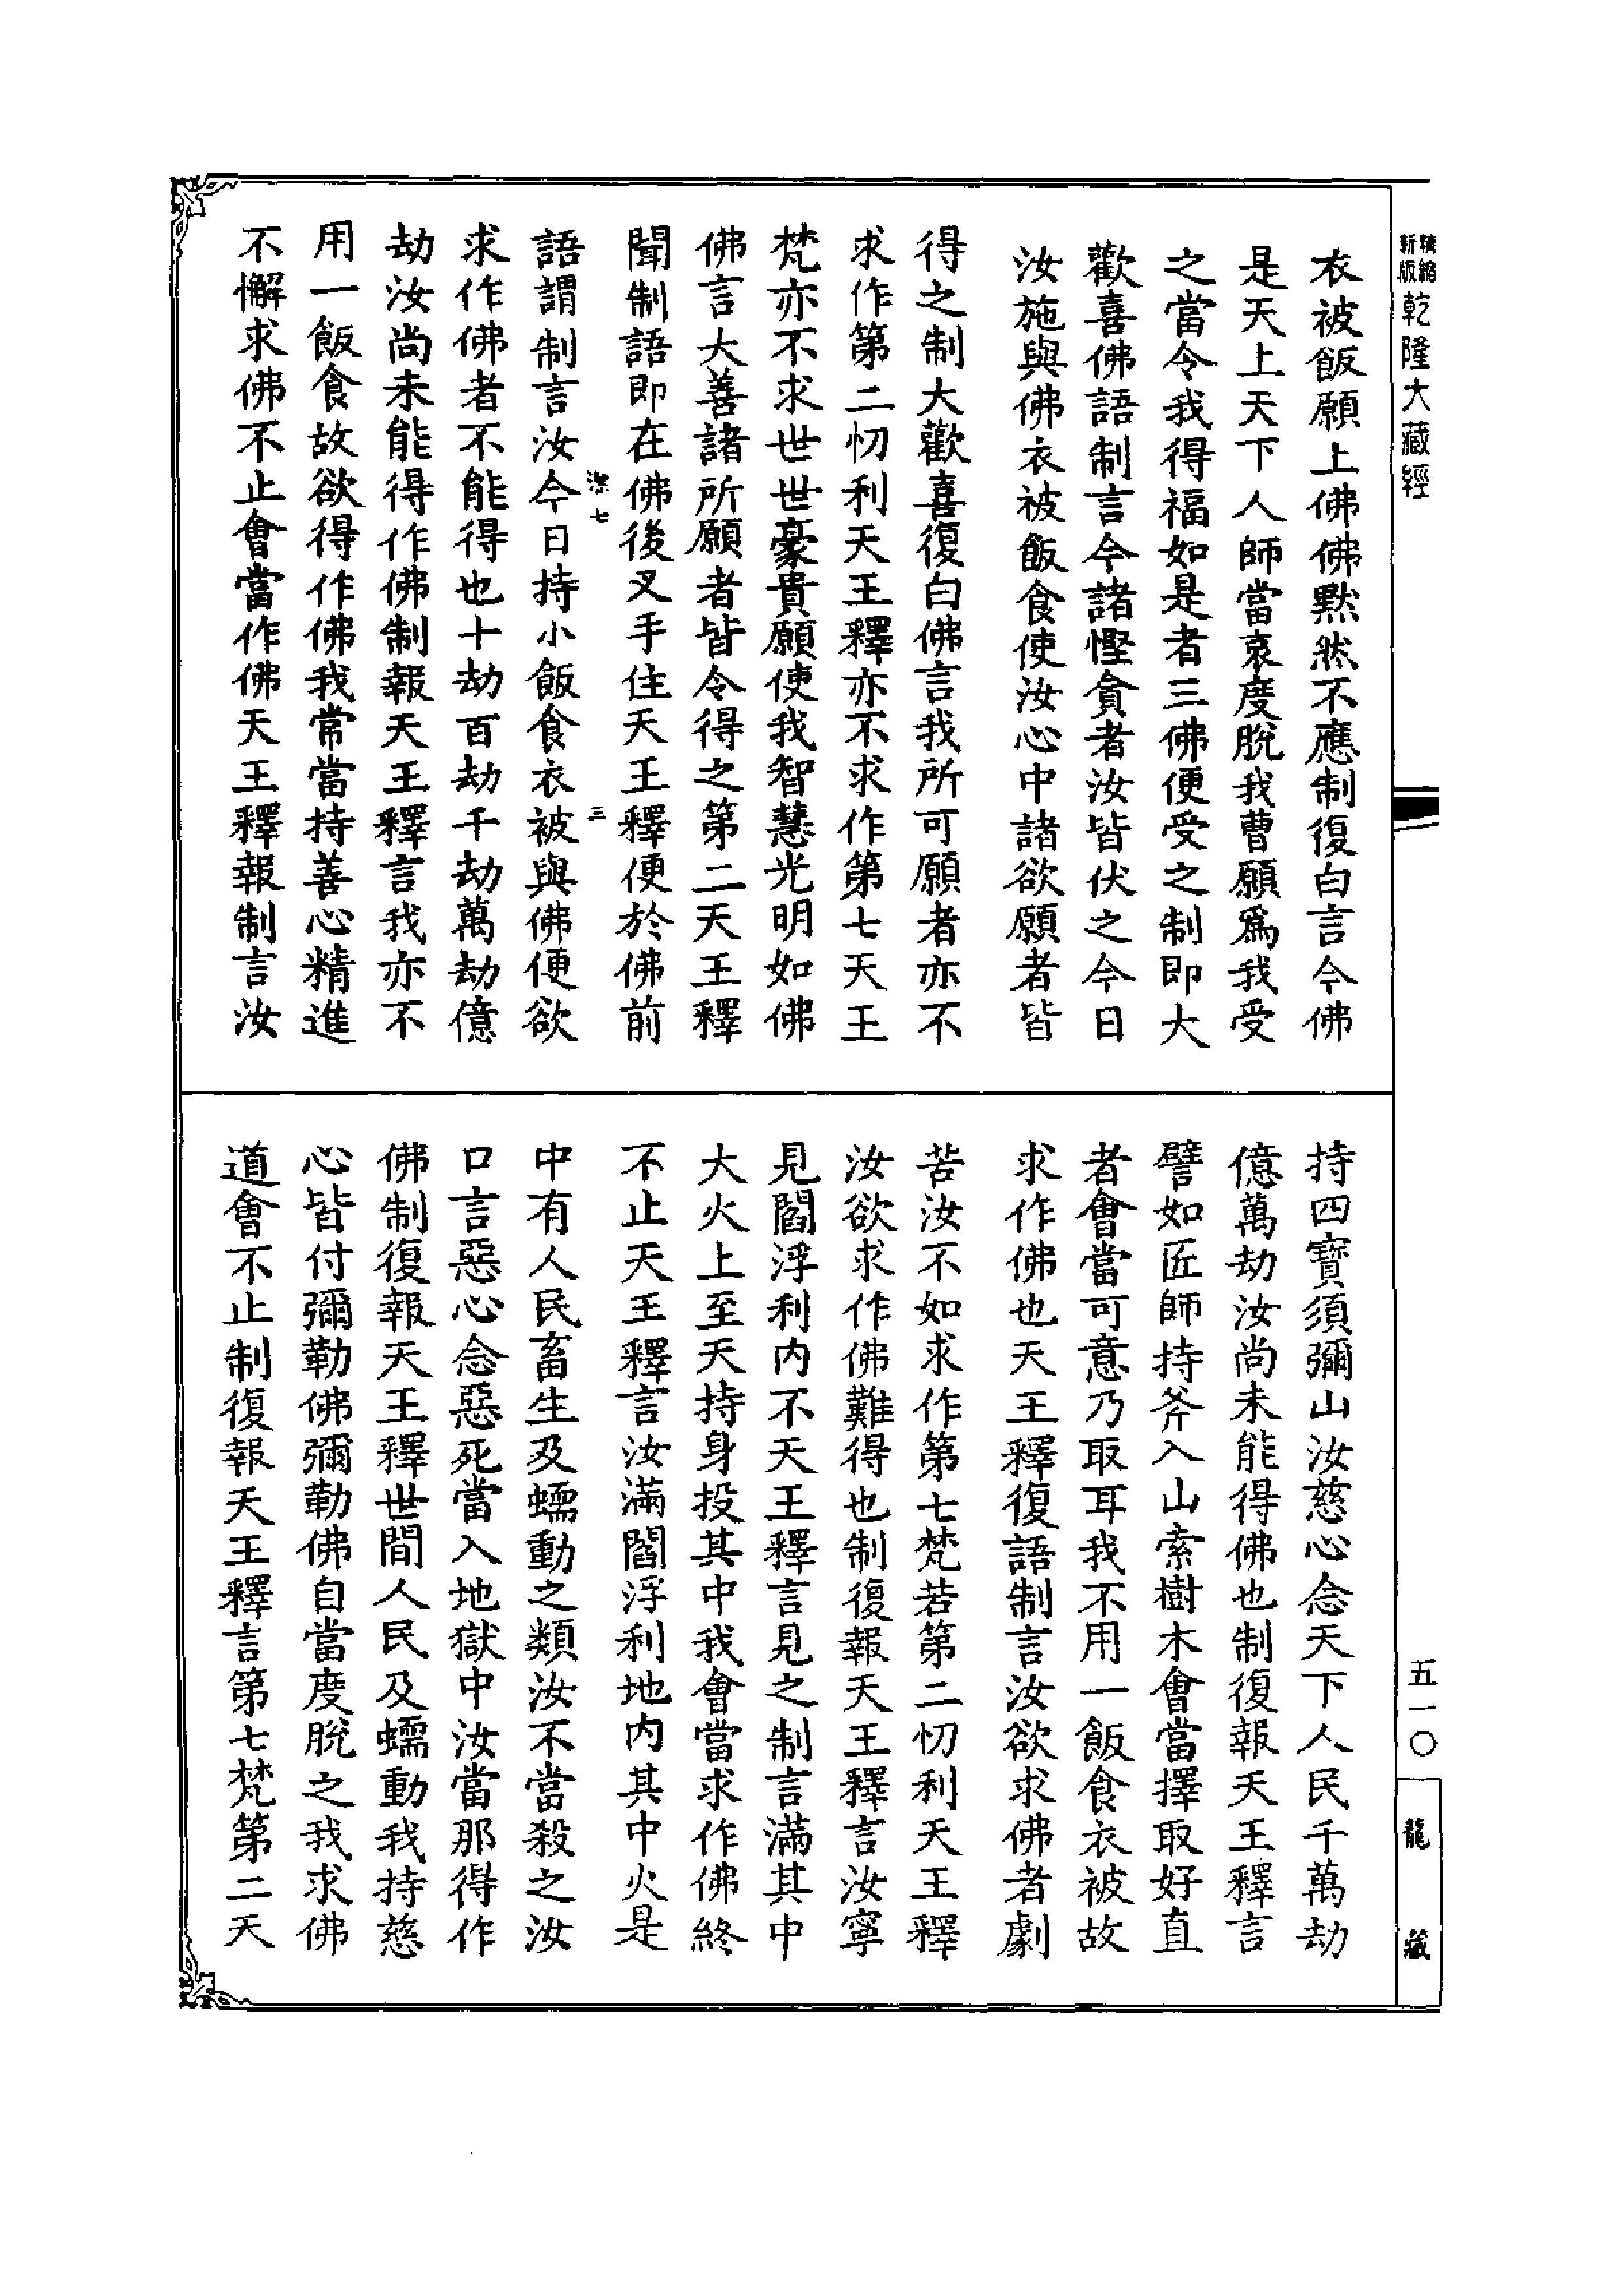 精縮新版乾隆大藏經
衣被飯願上佛佛默然不應制復白言今佛
是天上天下人師當哀度脫我曹願爲我受
之當令我得福如是者三佛便受之制即大
歡喜佛語制言今諸慳貪者汝皆伏之今日
汝施與佛衣被飯食使汝心中諸欲願者皆
得之制大歡喜復白佛言我所可願者亦不
求作第二忉利天王釋亦不求作第七天王
梵亦不求世世豪貴願使我智慧光明如佛
佛言大善諸所願者皆令得之第二天王釋
聞制語即在佛後叉手住天王釋便於佛前
七 三
語謂制言汝今日持小飯食衣被與佛便欲
求作佛者不能得也十劫百劫千劫萬劫億
劫汝尚未能得作佛制報天王釋言我亦不
用一飯食故欲得作佛我常當持善心精進
不懈求佛不止會當作佛天王釋報制言汝
持四寶須彌山汝慈心念天下人民千萬劫
億萬劫汝尚未能得佛也制復報天王釋言
譬如匠師持斧入山索樹木會當擇取好直
者會當可意乃取耳我不用一飯食衣被故
求作佛也天王釋復語制言汝欲求佛者劇
苦汝不如求作第七梵若第二忉利天王釋
汝欲求作佛難得也制復報天王釋言汝寧
見閻浮利內不天王釋言見之制言滿其中
大火上至天持身投其中我會當求作佛終
不止天王釋言汝滿閻浮利地內其中火是
中有人民畜生及蠕動之類汝不當殺之汝
口言惡心念惡死當入地獄中汝當那得作
佛制復報天王釋世間人民及蠕動我持慈
心皆付彌勒佛彌勒佛自當度脫之我求佛
道會不止制復報天王釋言第七梵第二天
五一〇
龍藏